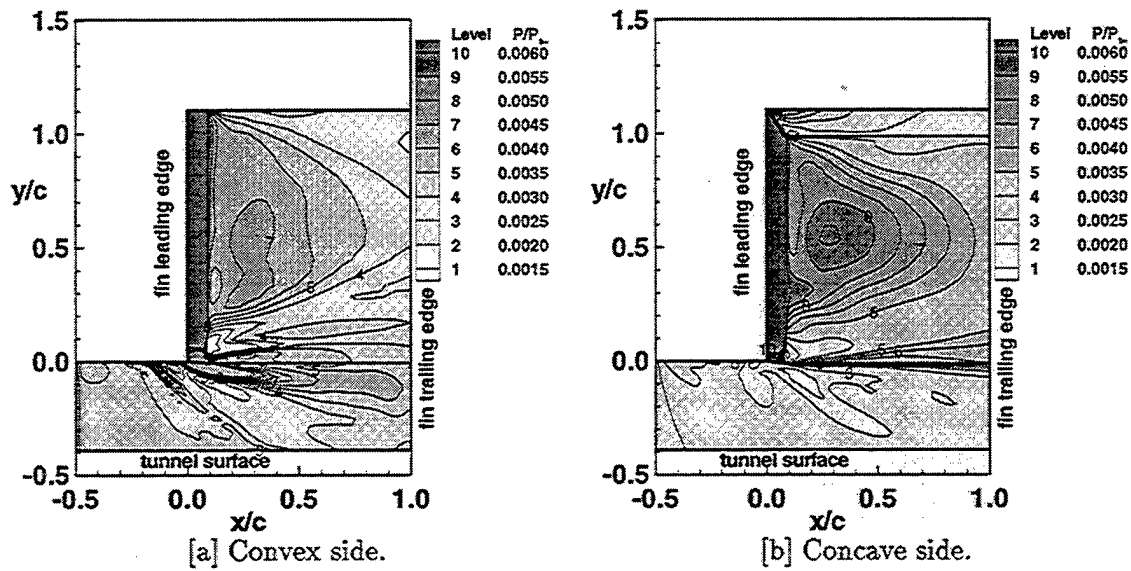 1.5
1.0
y/c
0.5
0.0
-0.5
-0.5
0.0
0.5
1.0
x/c
fin leading edge
fin trailing edge
tunnel surface
Level
10 0.0060
9 0.0055
8 0.0050
7 0.0045
6 0.0040
5 0.0035
4 0.0030
3 0.0025
2 0.0020
1 0.0015
[a] Convex side.
1.5
1.0
y/c
0.5
0.0
-0.5
-0.5
0.0
0.5
1.0
x/c
fin leading edge
fin trailing edge
tunnel surface
Level
10 0.0060
9 0.0055
8 0.0050
7 0.0045
6 0.0040
5 0.0035
4 0.0030
3 0.0025
2 0.0020
1 0.0015
[b] Concave side.